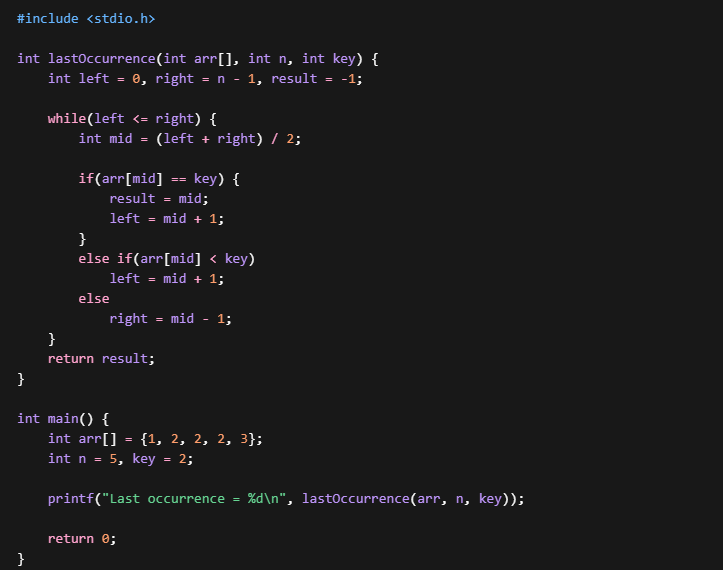 #include <stdio.h>

int lastOccurrence(int arr[], int n, int key) {
    int left = 0, right = n - 1, result = -1;

    while(left <= right) {
        int mid = (left + right) / 2;

        if(arr[mid] == key) {
            result = mid;
            left = mid + 1;
        }
        else if(arr[mid] < key)
            left = mid + 1;
        else
            right = mid - 1;
    }
    return result;
}

int main() {
    int arr[] = {1, 2, 2, 2, 3};
    int n = 5, key = 2;

    printf("Last occurrence = %d\n", lastOccurrence(arr, n, key));

    return 0;
}